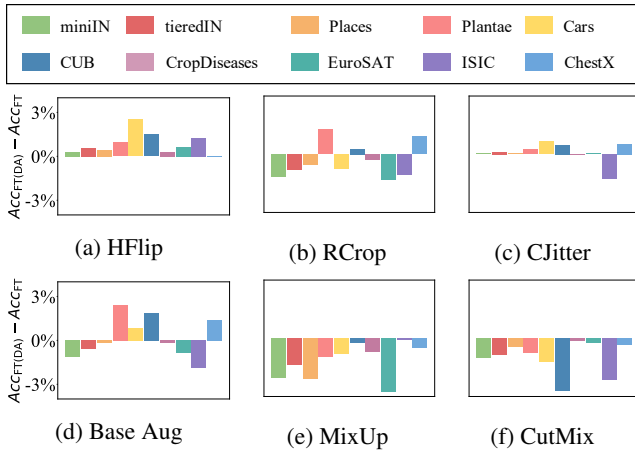 miniIN tieredIN Places Plantae Cars
CUB CropDiseases EuroSAT ISIC ChestX
Acc_FT(DA) − Acc_FT
3%
0%
-3%
(a) HFlip (b) RCrop (c) CJitter
Acc_FT(DA) − Acc_FT
3%
0%
-3%
(d) Base Aug (e) MixUp (f) CutMix